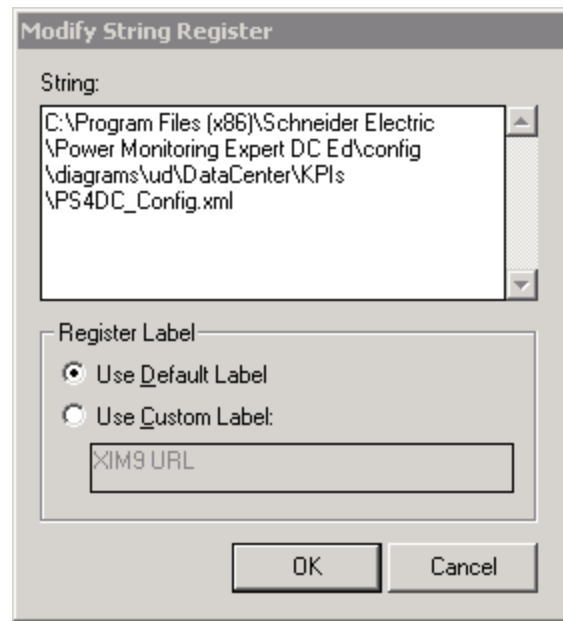 Modify String Register
String:
C:\Program Files (x86)\Schneider Electric
\Power Monitoring Expert DC Ed\config
\diagrams\ud\DataCenter\KPIs
\PS4DC_Config.xml
Register Label
Use Default Label
Use Custom Label:
XIM9 URL
OK
Cancel